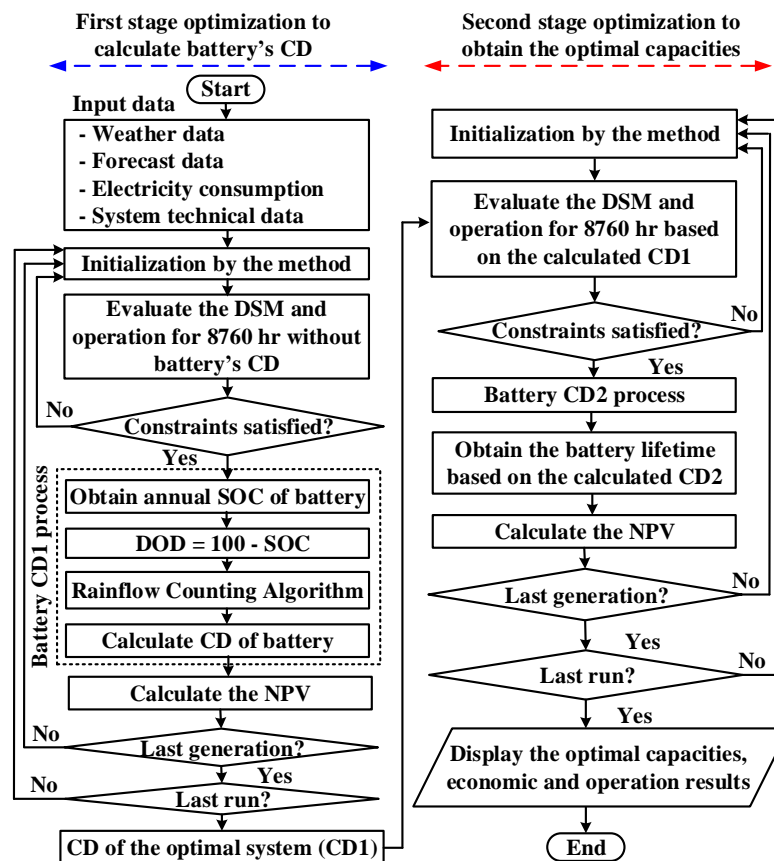 First stage optimization to
calculate battery's CD
Start
Input data
- Weather data
- Forecast data
- Electricity consumption
- System technical data
Initialization by the method
Evaluate the DSM and
operation for 8760 hr without
battery's CD
No
Constraints satisfied?
Yes
Battery CD1 process
Obtain annual SOC of battery
DOD = 100 - SOC
Rainflow Counting Algorithm
Calculate CD of battery
Calculate the NPV
No
Last generation?
Yes
No
Last run?
CD of the optimal system (CD1)
Second stage optimization to
obtain the optimal capacities
Initialization by the method
Evaluate the DSM and
operation for 8760 hr based
on the calculated CD1
No
Constraints satisfied?
Yes
Battery CD2 process
Obtain the battery lifetime
based on the calculated CD2
Calculate the NPV
No
Last generation?
Yes
No
Last run?
Yes
Display the optimal capacities,
economic and operation results
End